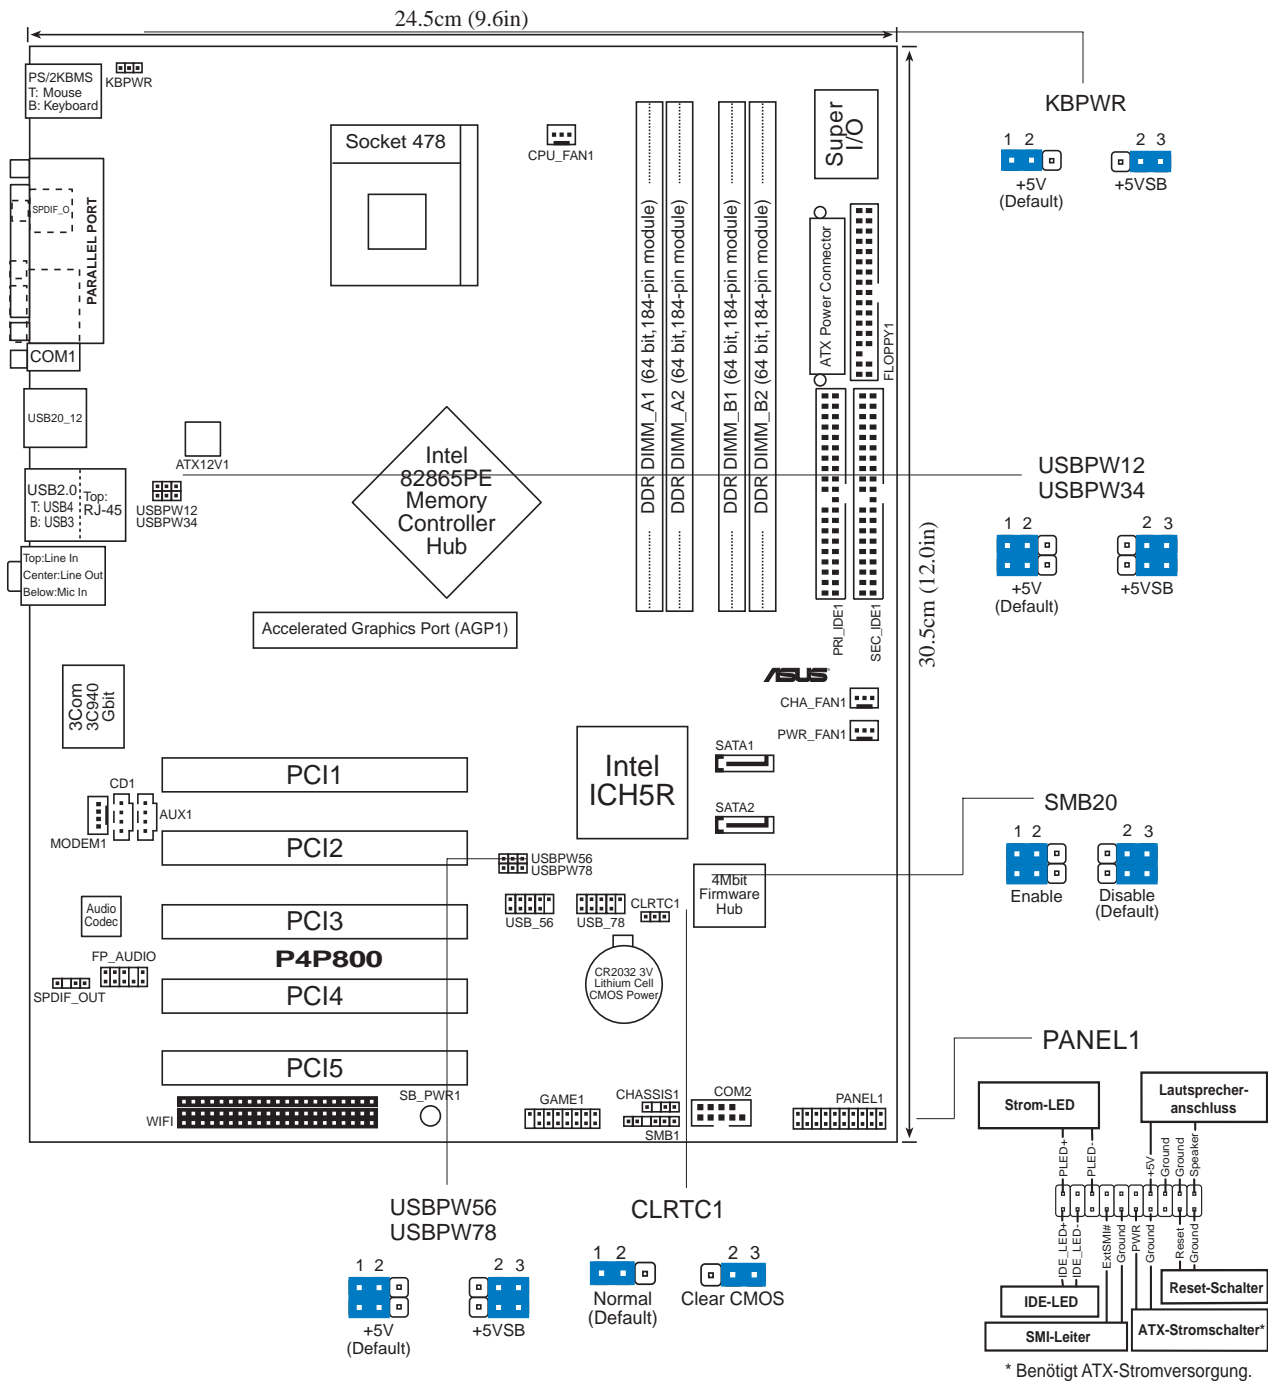 24.5cm (9.6in)
PS/2KBMS
T: Mouse
B: Keyboard
KBPWR
Socket 478
CPU_FAN1
Super
I/O
KBPWR
1 2
+5V
(Default)
2 3
+5VSB
SPDIF_O
PARALLEL PORT
COM1
USB20_12
ATX12V1
DDR DIMM_A1 (64 bit,184-pin module)
DDR DIMM_A2 (64 bit,184-pin module)
DDR DIMM_B1 (64 bit,184-pin module)
DDR DIMM_B2 (64 bit,184-pin module)
ATX Power Connector
FLOPPY1
Intel
82865PE
Memory
Controller
Hub
USB2.0
T: USB4
B: USB3
Top:
RJ-45
USBPW12
USBPW34
USBPW12
USBPW34
1 2
+5V
(Default)
2 3
+5VSB
Top:Line In
Center:Line Out
Below:Mic In
Accelerated Graphics Port (AGP1)
PRI_IDE1
SEC_IDE1
30.5cm (12.0in)
3Com
3C940
Gbit
ASUS
CHA_FAN1
PWR_FAN1
Intel
ICH5R
SATA1
SATA2
PCI1
CD1
AUX1
MODEM1
PCI2
USBPW56
USBPW78
4Mbit
Firmware
Hub
SMB20
1 2
Enable
2 3
Disable
(Default)
Audio
Codec
PCI3
USB_56
USB_78
CLRTC1
P4P800
FP_AUDIO
SPDIF_OUT
PCI4
CR2032 3V
Lithium Cell
CMOS Power
PCI5
WIFI
SB_PWR1
GAME1
CHASSIS1
SMB1
COM2
PANEL1
PANEL1
Strom-LED
Lautsprecher-
anschluss
PLED+
PLED-
+5V
Ground
Ground
Speaker
IDE_LED+
IDE_LED-
ExtSMI#
Ground
PWR
Ground
Reset
Ground
IDE-LED
Reset-Schalter
SMI-Leiter
ATX-Stromschalter*
* Benötigt ATX-Stromversorgung.
USBPW56
USBPW78
1 2
+5V
(Default)
2 3
+5VSB
CLRTC1
1 2
Normal
(Default)
2 3
Clear CMOS